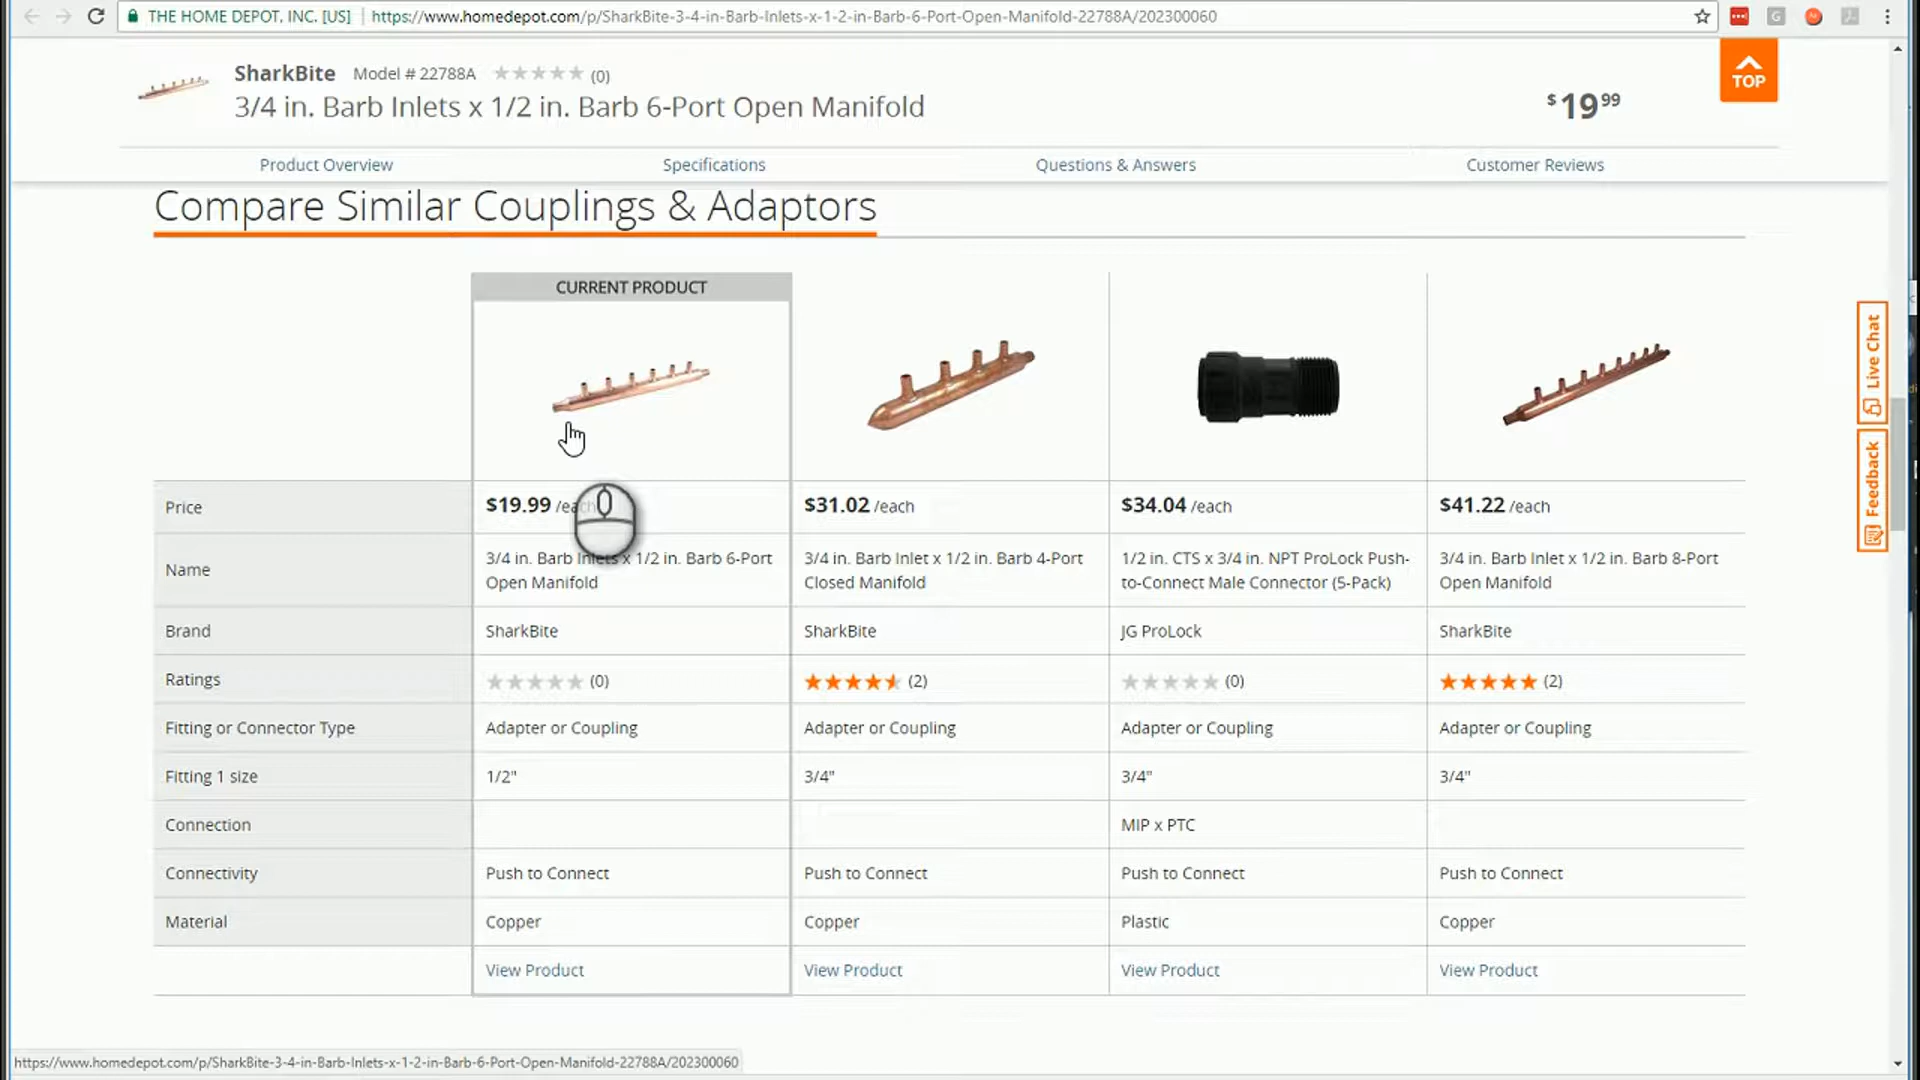 THE HOME DEPOT, INC. [US] https://www.homedepot.com/p/SharkBite-3-4-in-Barb-Inlets-x-1-2-in-Barb-6-Port-Open-Manifold-22788A/202300060
SharkBite Model # 22788A (0)
3/4 in. Barb Inlets x 1/2 in. Barb 6-Port Open Manifold
$19 99
TOP
Product Overview Specifications Questions & Answers Customer Reviews
Compare Similar Couplings & Adaptors
CURRENT PRODUCT
Live Chat
Feedback
Price $19.99 /each $31.02 /each $34.04 /each $41.22 /each
Name 3/4 in. Barb Inlets x 1/2 in. Barb 6-Port 3/4 in. Barb Inlet x 1/2 in. Barb 4-Port 1/2 in. CTS x 3/4 in. NPT ProLock Push- 3/4 in. Barb Inlet x 1/2 in. Barb 8-Port
Open Manifold Closed Manifold to-Connect Male Connector (5-Pack) Open Manifold
Brand SharkBite SharkBite JG ProLock SharkBite
Ratings (0) (2) (0) (2)
Fitting or Connector Type Adapter or Coupling Adapter or Coupling Adapter or Coupling Adapter or Coupling
Fitting 1 size 1/2" 3/4" 3/4" 3/4"
Connection MIP x PTC
Connectivity Push to Connect Push to Connect Push to Connect Push to Connect
Material Copper Copper Plastic Copper
View Product View Product View Product View Product
https://www.homedepot.com/p/SharkBite-3-4-in-Barb-Inlets-x-1-2-in-Barb-6-Port-Open-Manifold-22788A/202300060